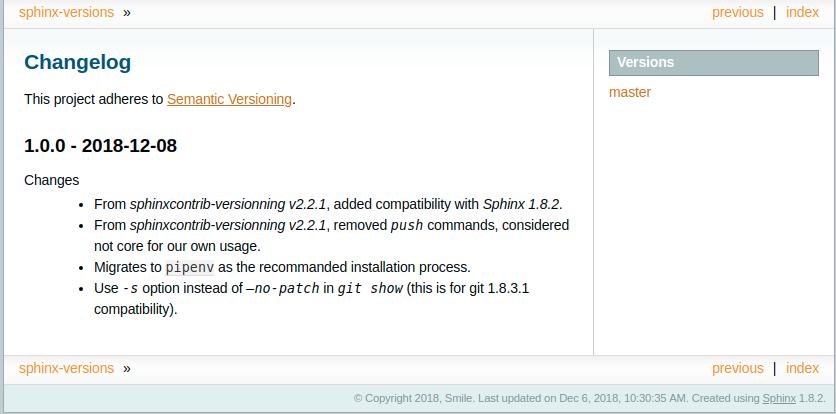 sphinx-versions » previous | index
Changelog
Versions
This project adheres to Semantic Versioning.
master
1.0.0 - 2018-12-08
Changes
• From sphinxcontrib-versionning v2.2.1, added compatibility with Sphinx 1.8.2.
• From sphinxcontrib-versionning v2.2.1, removed push commands, considered
not core for our own usage.
• Migrates to pipenv as the recommanded installation process.
• Use -s option instead of –no-patch in git show (this is for git 1.8.3.1
compatibility).
sphinx-versions » previous | index
© Copyright 2018, Smile. Last updated on Dec 6, 2018, 10:30:35 AM. Created using Sphinx 1.8.2.